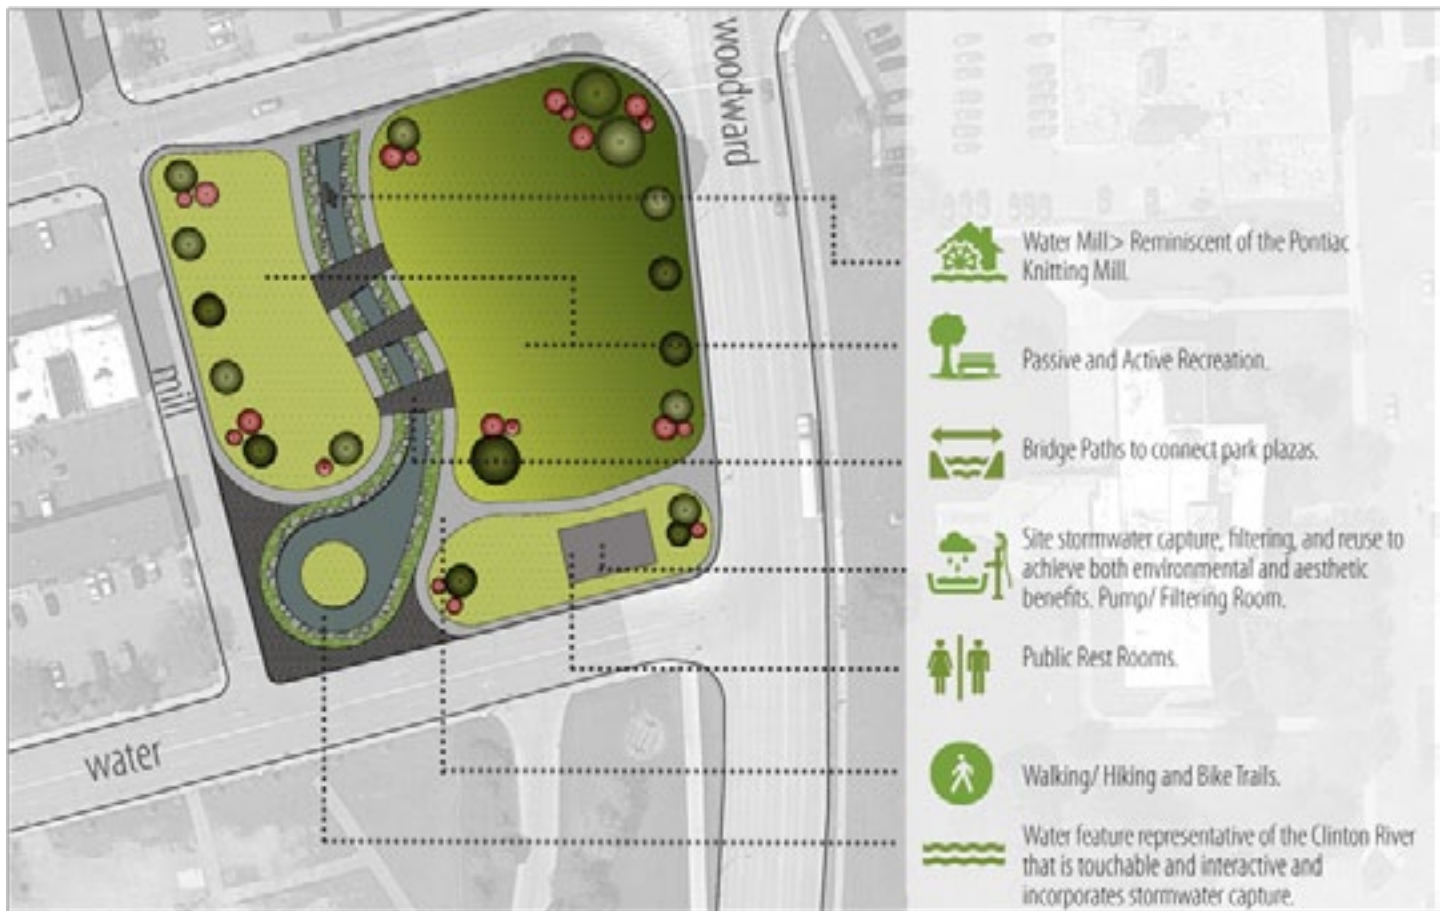 woodward
mill
water
Water Mill> Reminiscent of the Pontiac
Knitting Mill.
Passive and Active Recreation.
Bridge Paths to connect park plazas.
Site stormwater capture, filtering, and reuse to
achieve both environmental and aesthetic
benefits. Pump/ Filtering Room.
Public Rest Rooms.
Walking/ Hiking and Bike Trails.
Water feature representative of the Clinton River
that is touchable and interactive and
incorporates stormwater capture.